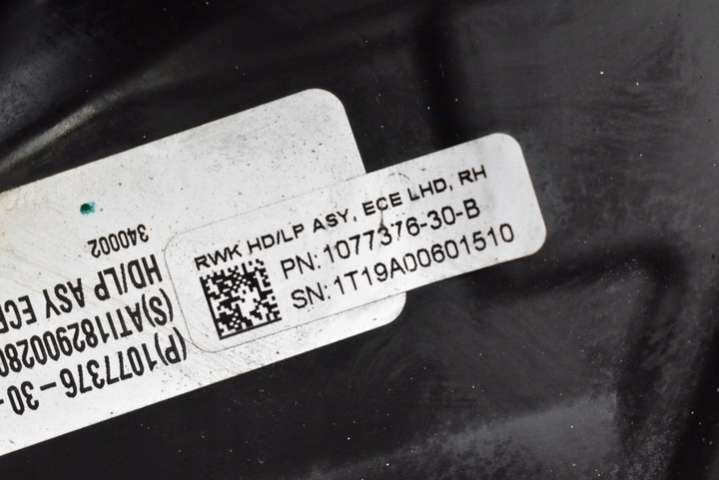 RWK HD/LP ASY, ECE LHD, RH
PN:1077376-30-B
SN:1T19A00601510
(P)1077376-30-
(S)ATI182900280
HD/LP ASY ECE
340002